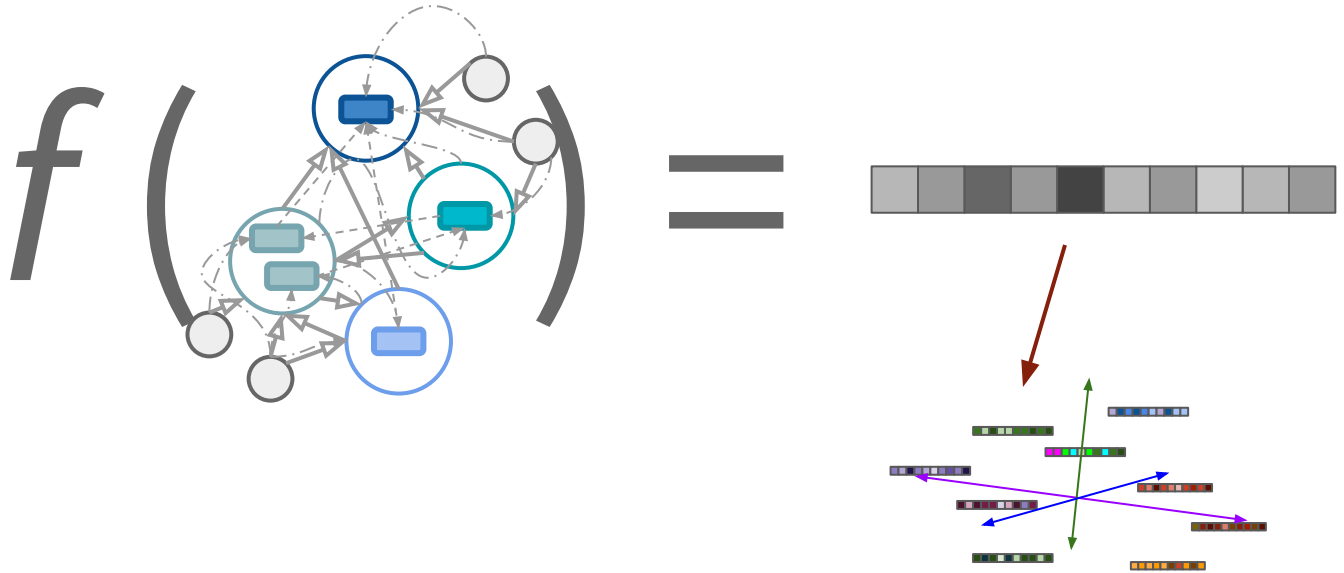 f ( ) =